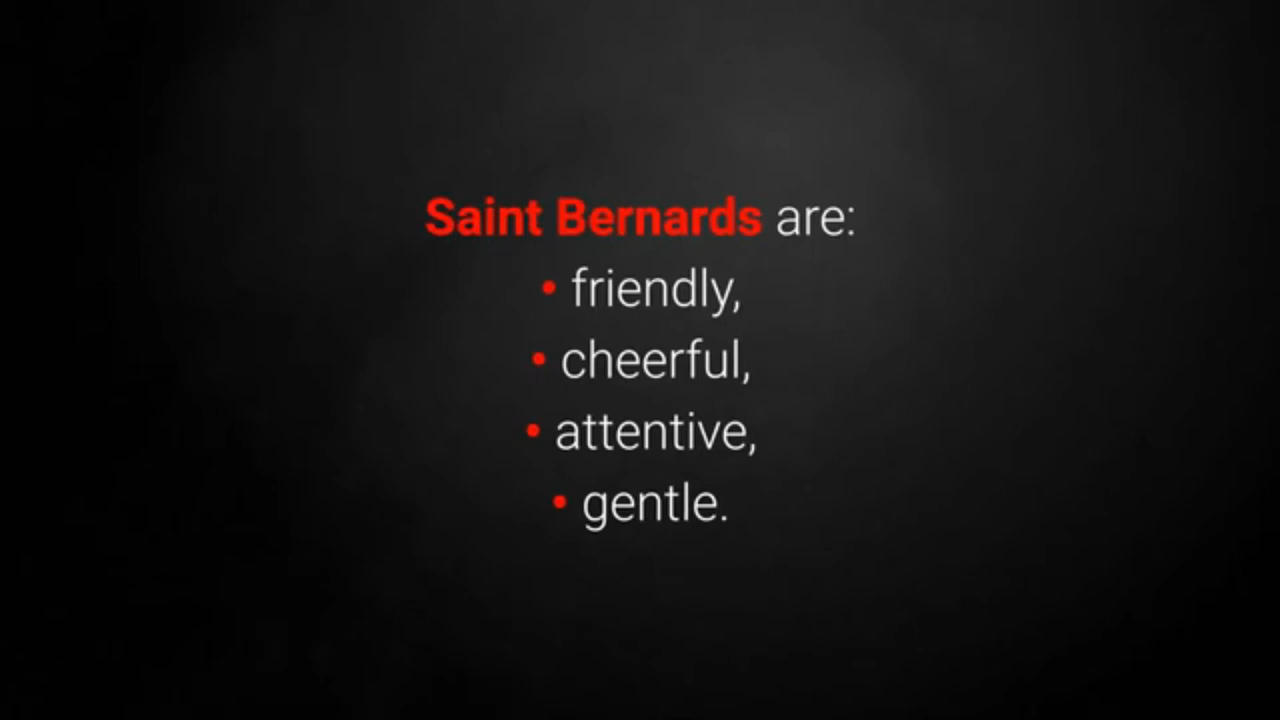 Saint Bernards are:
• friendly,
• cheerful,
• attentive,
• gentle.